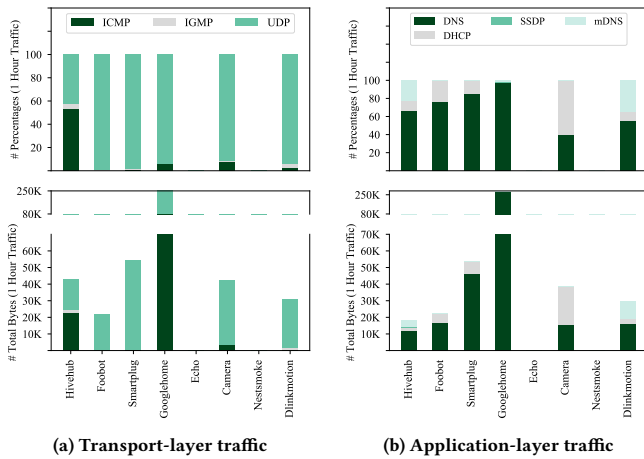 ICMP IGMP UDP
# Percentages (1 Hour Traffic)
100
80
60
40
20
250K
80K
# Total Bytes (1 Hour Traffic)
60K
50K
40K
30K
20K
10K
Hivehub
Foobot
Smartplug
Googlehome
Echo
Camera
Nestsmoke
Dlinkmotion
(a) Transport-layer traffic
DNS SSDP mDNS
DHCP
# Percentages (1 Hour Traffic)
100
80
60
40
20
250K
80K
# Total Bytes (1 Hour Traffic)
70K
60K
50K
40K
30K
20K
10K
Hivehub
Foobot
Smartplug
Googlehome
Echo
Camera
Nestsmoke
Dlinkmotion
(b) Application-layer traffic